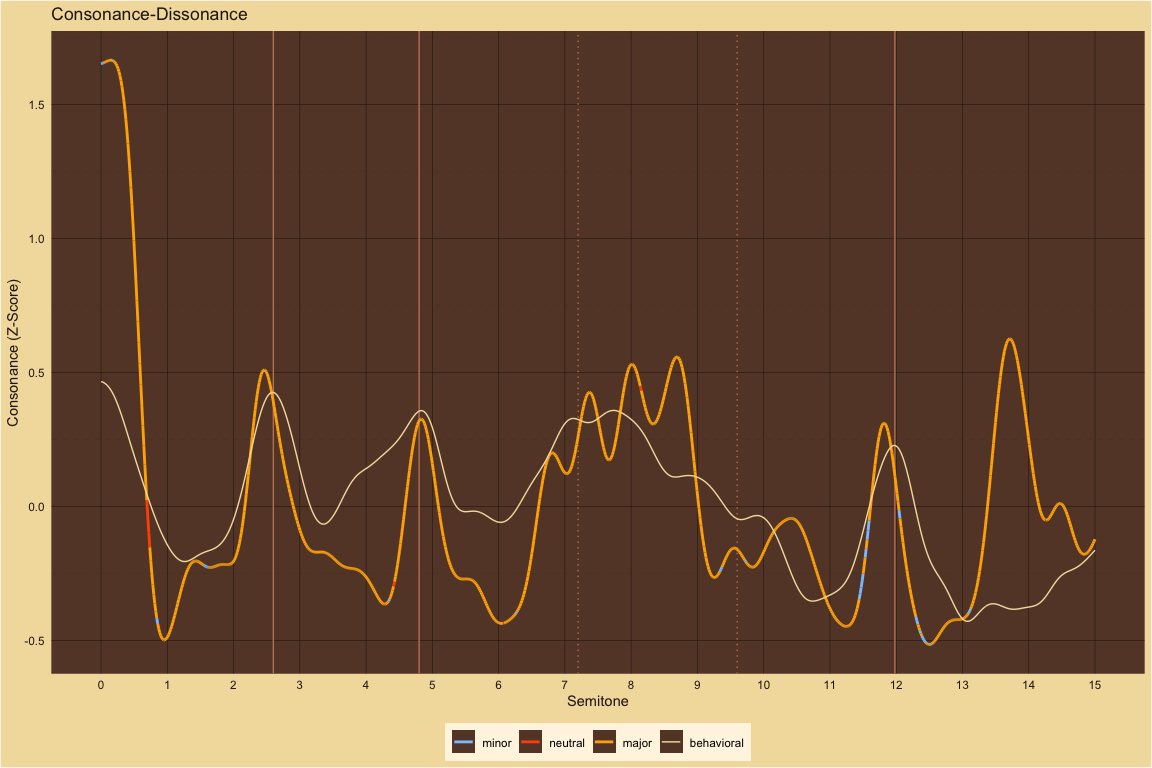 Consonance-Dissonance
Consonance (Z-Score)
1.5
1.0
0.5
0.0
-0.5
0 1 2 3 4 5 6 7 8 9 10 11 12 13 14 15
Semitone
minor neutral major behavioral